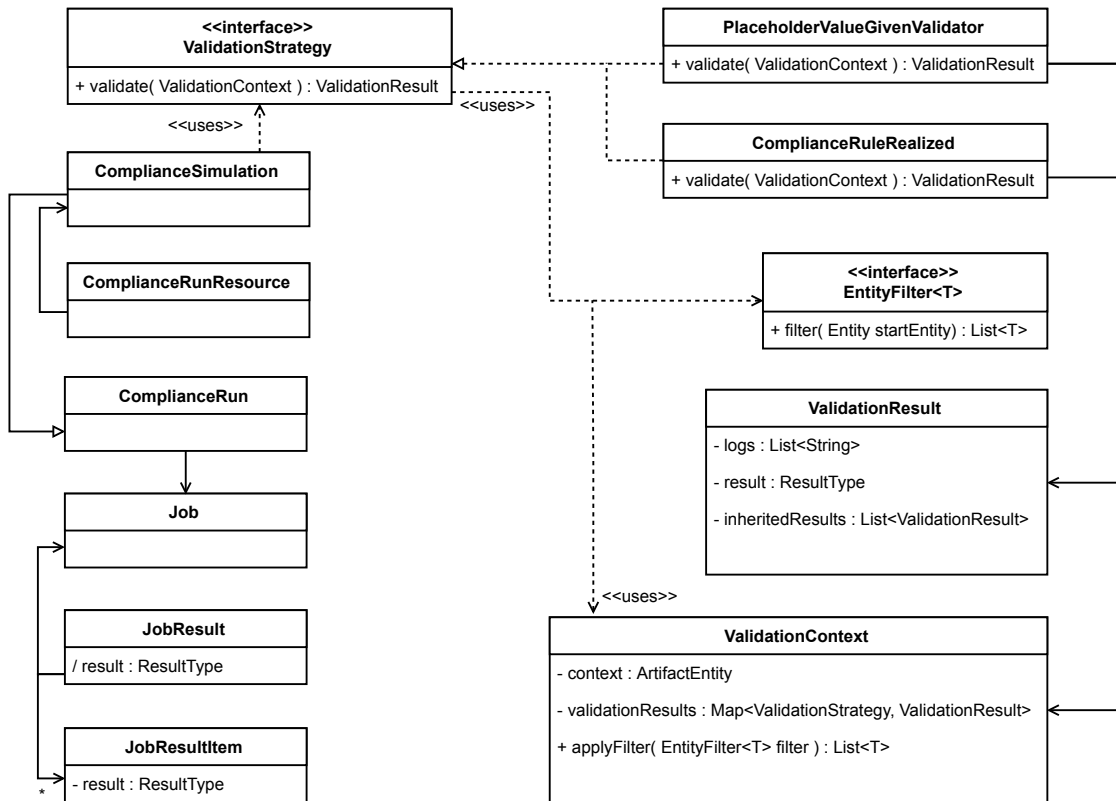 <<interface>>
ValidationStrategy
+ validate( ValidationContext ) : ValidationResult
<<uses>>
<<uses>>
PlaceholderValueGivenValidator
+ validate( ValidationContext ) : ValidationResult
ComplianceRuleRealized
+ validate( ValidationContext ) : ValidationResult
ComplianceSimulation
ComplianceRunResource
<<interface>>
EntityFilter<T>
+ filter( Entity startEntity) : List<T>
ComplianceRun
ValidationResult
- logs : List<String>
- result : ResultType
- inheritedResults : List<ValidationResult>
Job
<<uses>>
JobResult
/ result : ResultType
ValidationContext
- context : ArtifactEntity
- validationResults : Map<ValidationStrategy, ValidationResult>
+ applyFilter( EntityFilter<T> filter ) : List<T>
JobResultItem
- result : ResultType
*